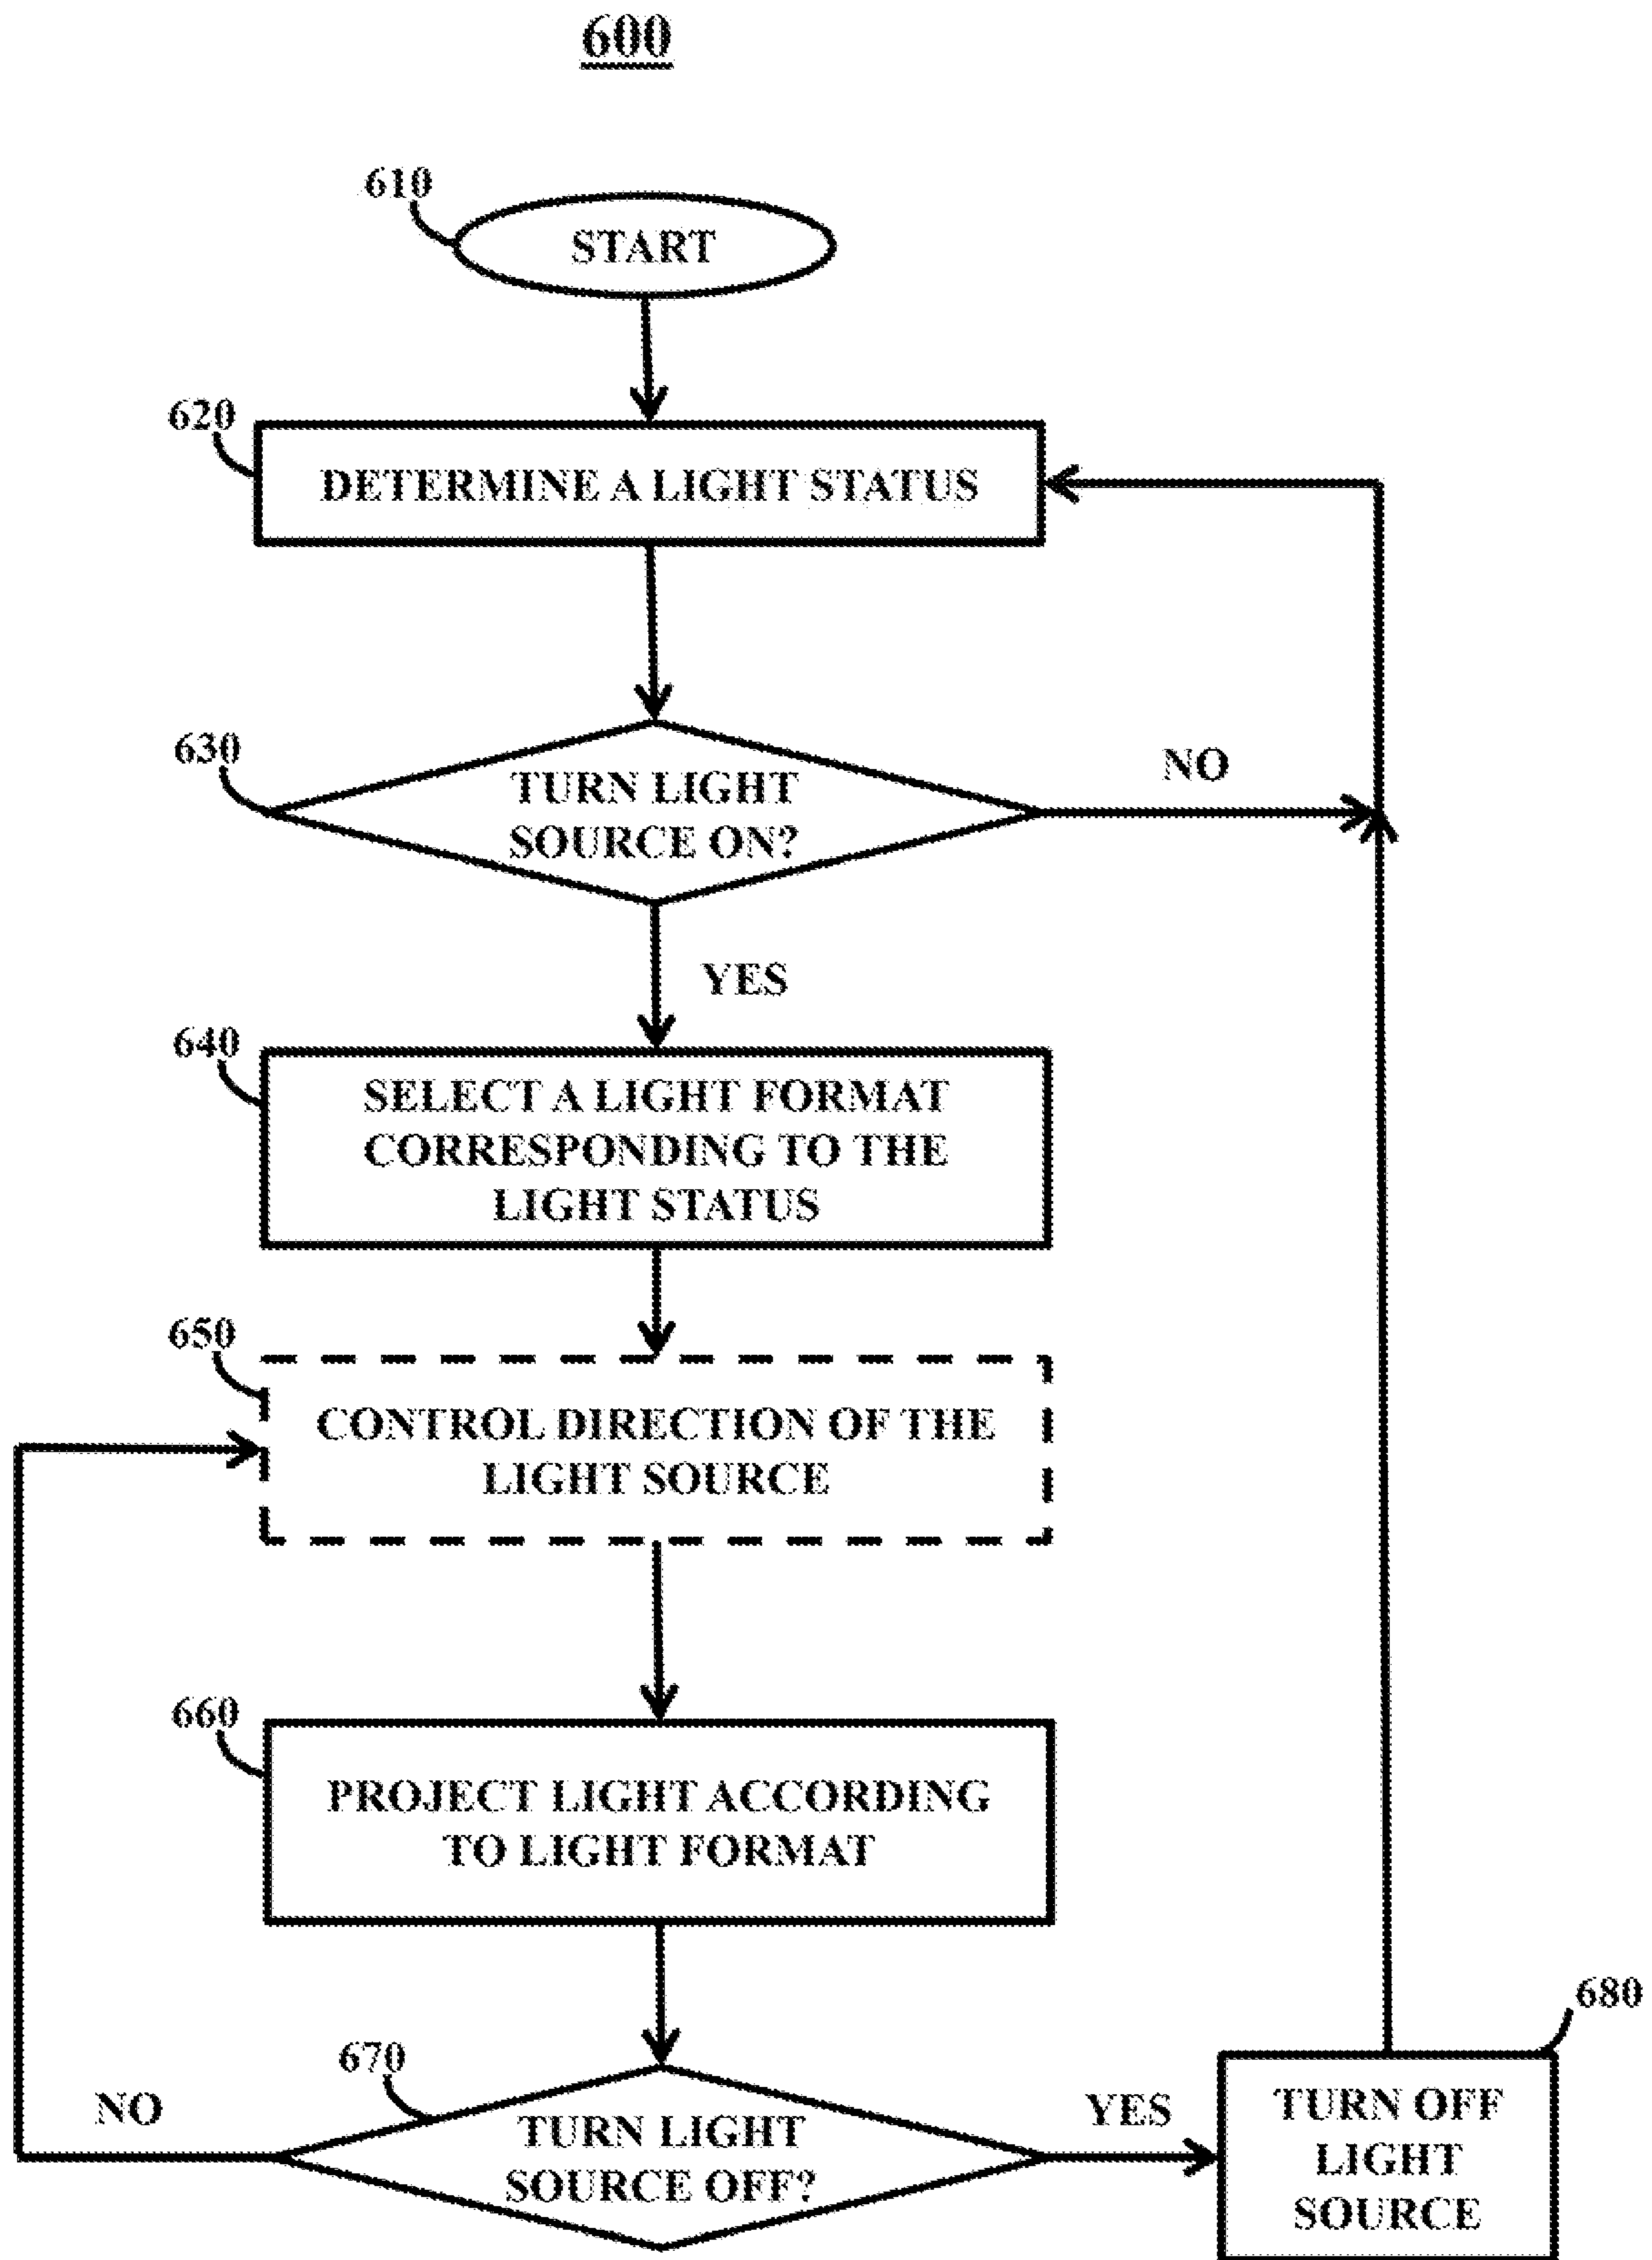 600
610
START
620
DETERMINE A LIGHT STATUS
630
TURN LIGHT
SOURCE ON?
NO
YES
640
SELECT A LIGHT FORMAT
CORRESPONDING TO THE
LIGHT STATUS
650
CONTROL DIRECTION OF THE
LIGHT SOURCE
660
PROJECT LIGHT ACCORDING
TO LIGHT FORMAT
670
NO
TURN LIGHT
SOURCE OFF?
YES
680
TURN OFF
LIGHT
SOURCE